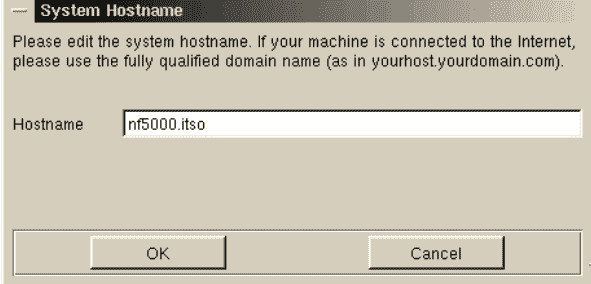 System Hostname
Please edit the system hostname. If your machine is connected to the Internet,
please use the fully qualified domain name (as in yourhost.yourdomain.com).
Hostname nf5000.itso
OK Cancel